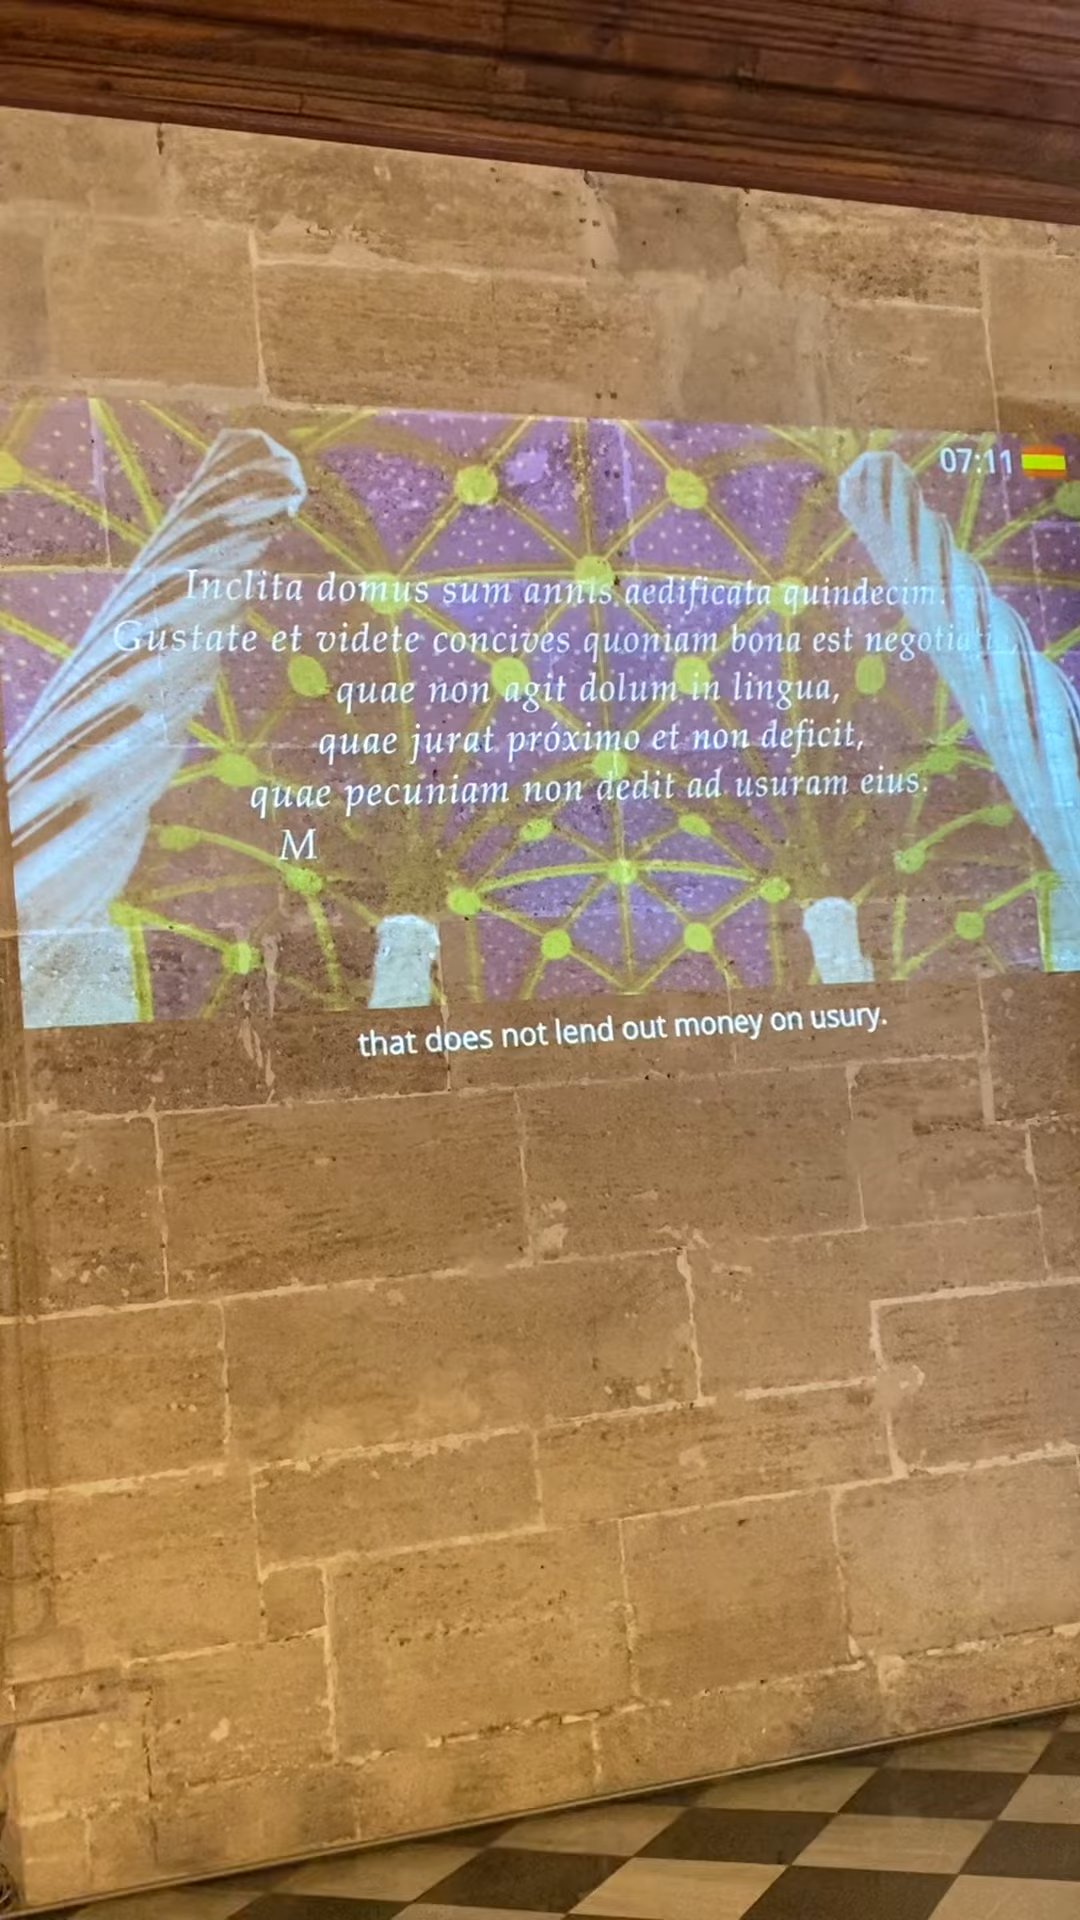 07:11
Inclita domus sum annis aedificata quindecim.
Gustate et videte concives quoniam bona est negotiatio,
quae non agit dolum in lingua,
quae jurat próximo et non deficit,
quae pecuniam non dedit ad usuram eius.
M
that does not lend out money on usury.